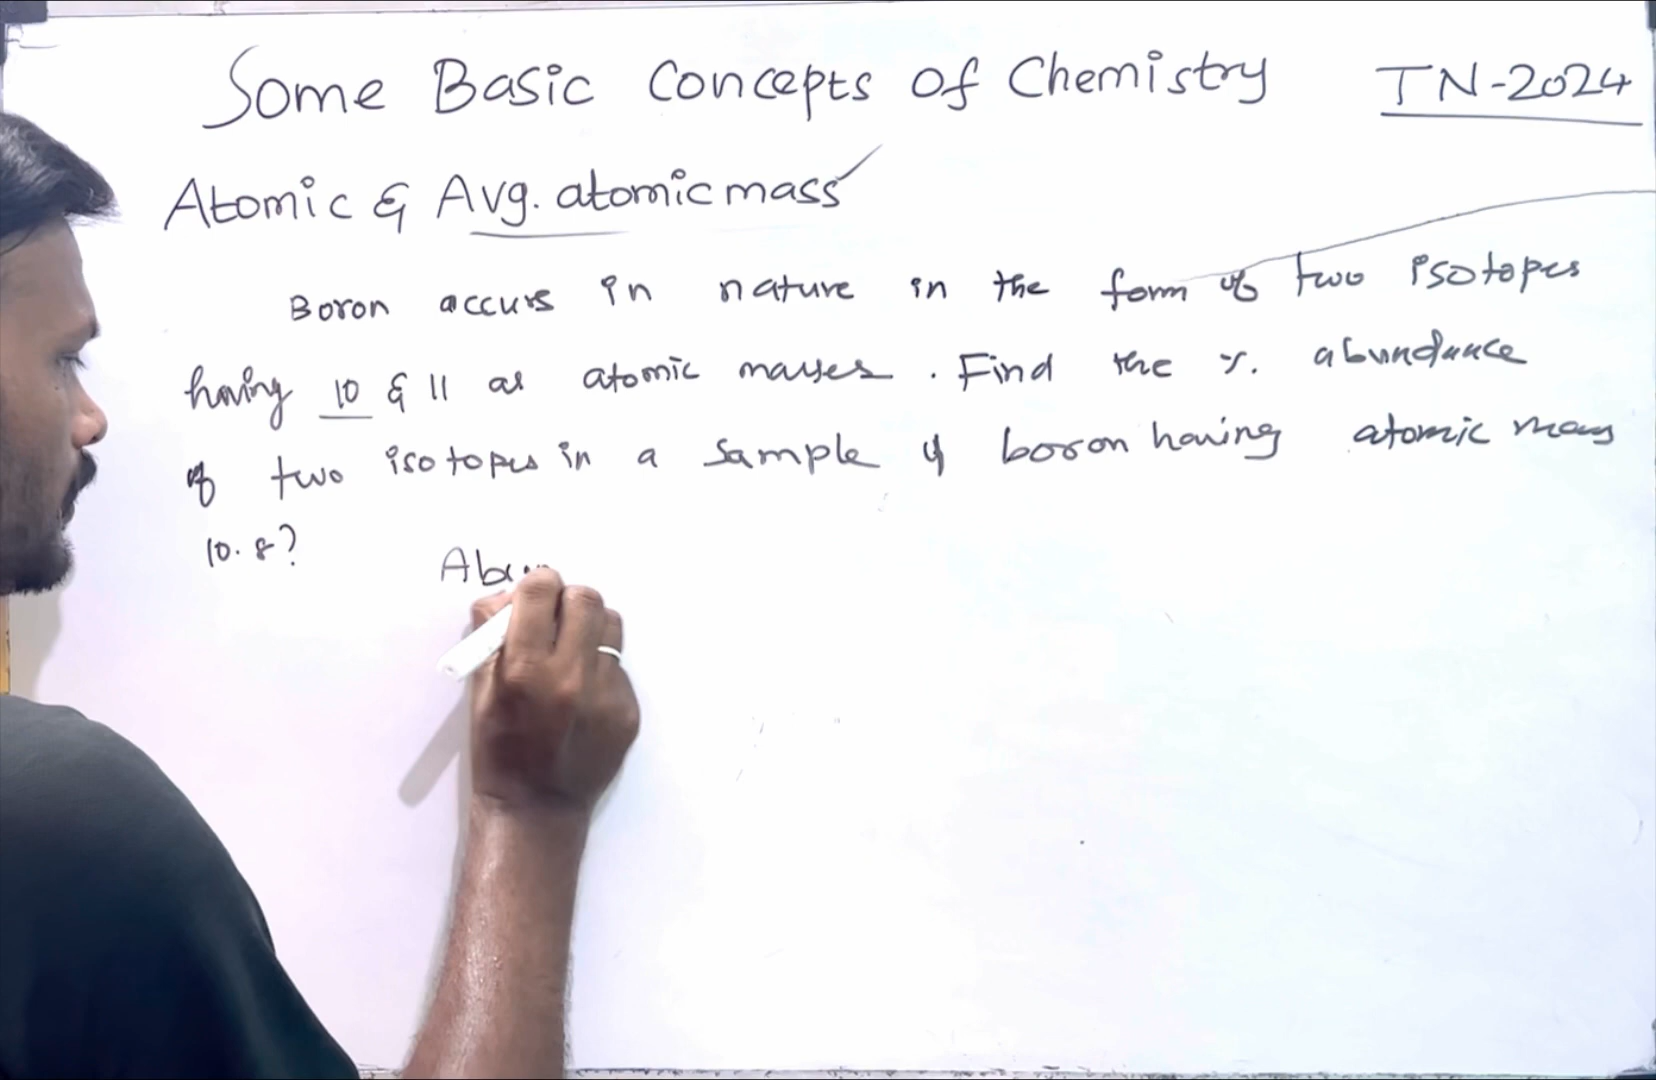 Some Basic Concepts of Chemistry TN-2024
Atomic & Avg. atomic mass
Boron accurs in nature in the form of two isotopes
having 10 & 11 as atomic masses. Find the %. abundance
of two isotopes in a sample of boron having atomic mass
10.8?
Abun